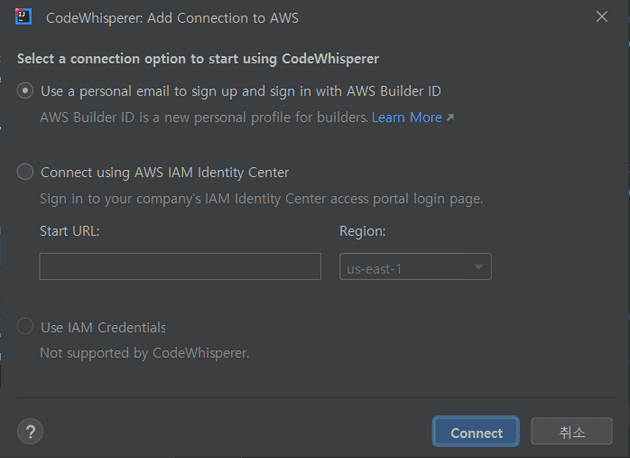 CodeWhisperer: Add Connection to AWS
Select a connection option to start using CodeWhisperer
Use a personal email to sign up and sign in with AWS Builder ID
AWS Builder ID is a new personal profile for builders. Learn More ↗
Connect using AWS IAM Identity Center
Sign in to your company's IAM Identity Center access portal login page.
Start URL: Region:
us-east-1
Use IAM Credentials
Not supported by CodeWhisperer.
? Connect 취소